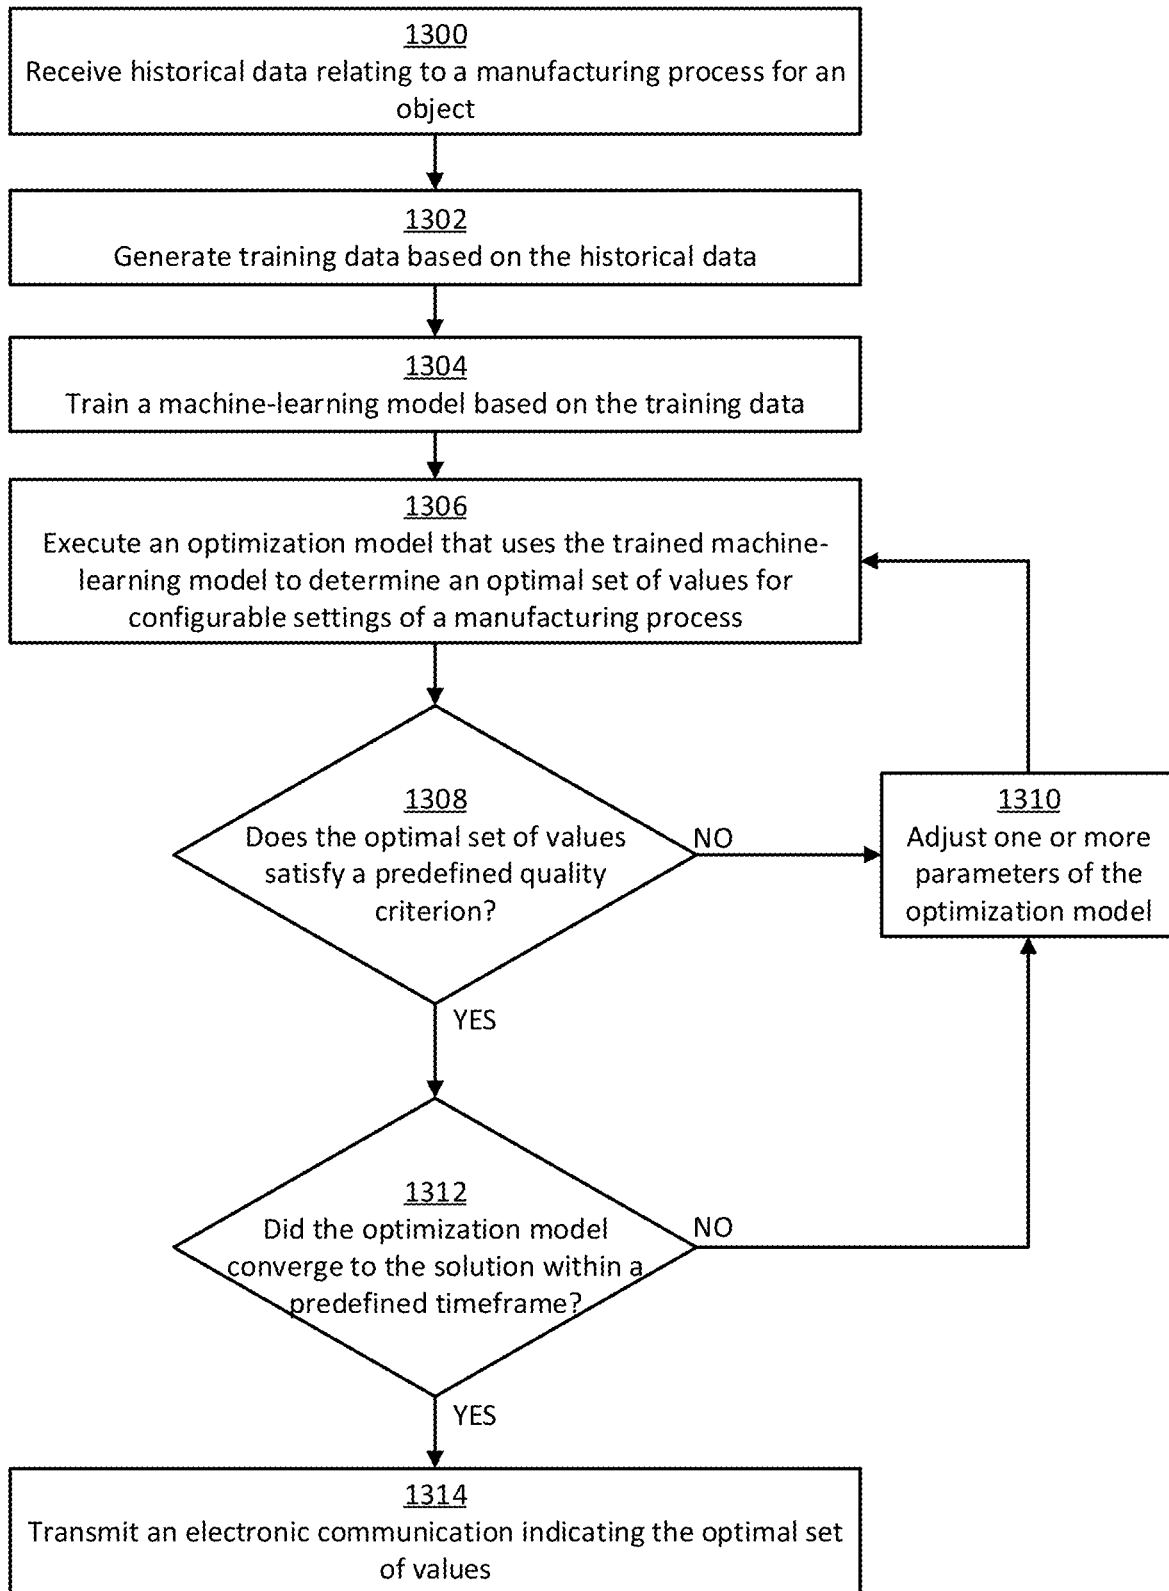 1300
Receive historical data relating to a manufacturing process for an
object
1302
Generate training data based on the historical data
1304
Train a machine-learning model based on the training data
1306
Execute an optimization model that uses the trained machine-
learning model to determine an optimal set of values for
configurable settings of a manufacturing process
1308
Does the optimal set of values
satisfy a predefined quality
criterion?
NO
1310
Adjust one or more
parameters of the
optimization model
YES
1312
Did the optimization model
converge to the solution within a
predefined timeframe?
NO
YES
1314
Transmit an electronic communication indicating the optimal set
of values